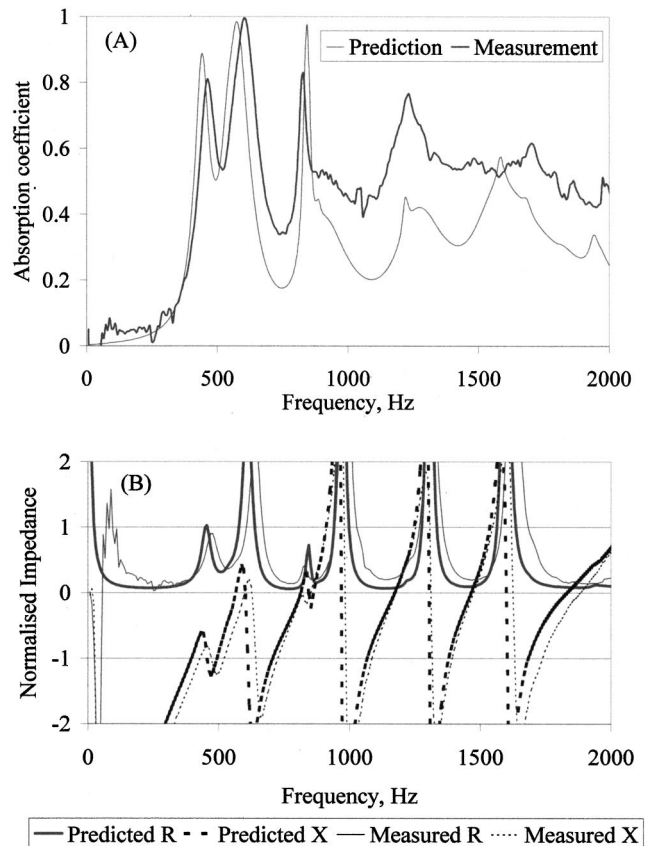 (A)
Prediction
Measurement
Absorption coefficient
1
0.8
0.6
0.4
0.2
0
0
500
1000
1500
2000
Frequency, Hz
(B)
Normalised Impedance
2
1
0
-1
-2
0
500
1000
1500
2000
Frequency, Hz
Predicted R
Predicted X
Measured R
Measured X